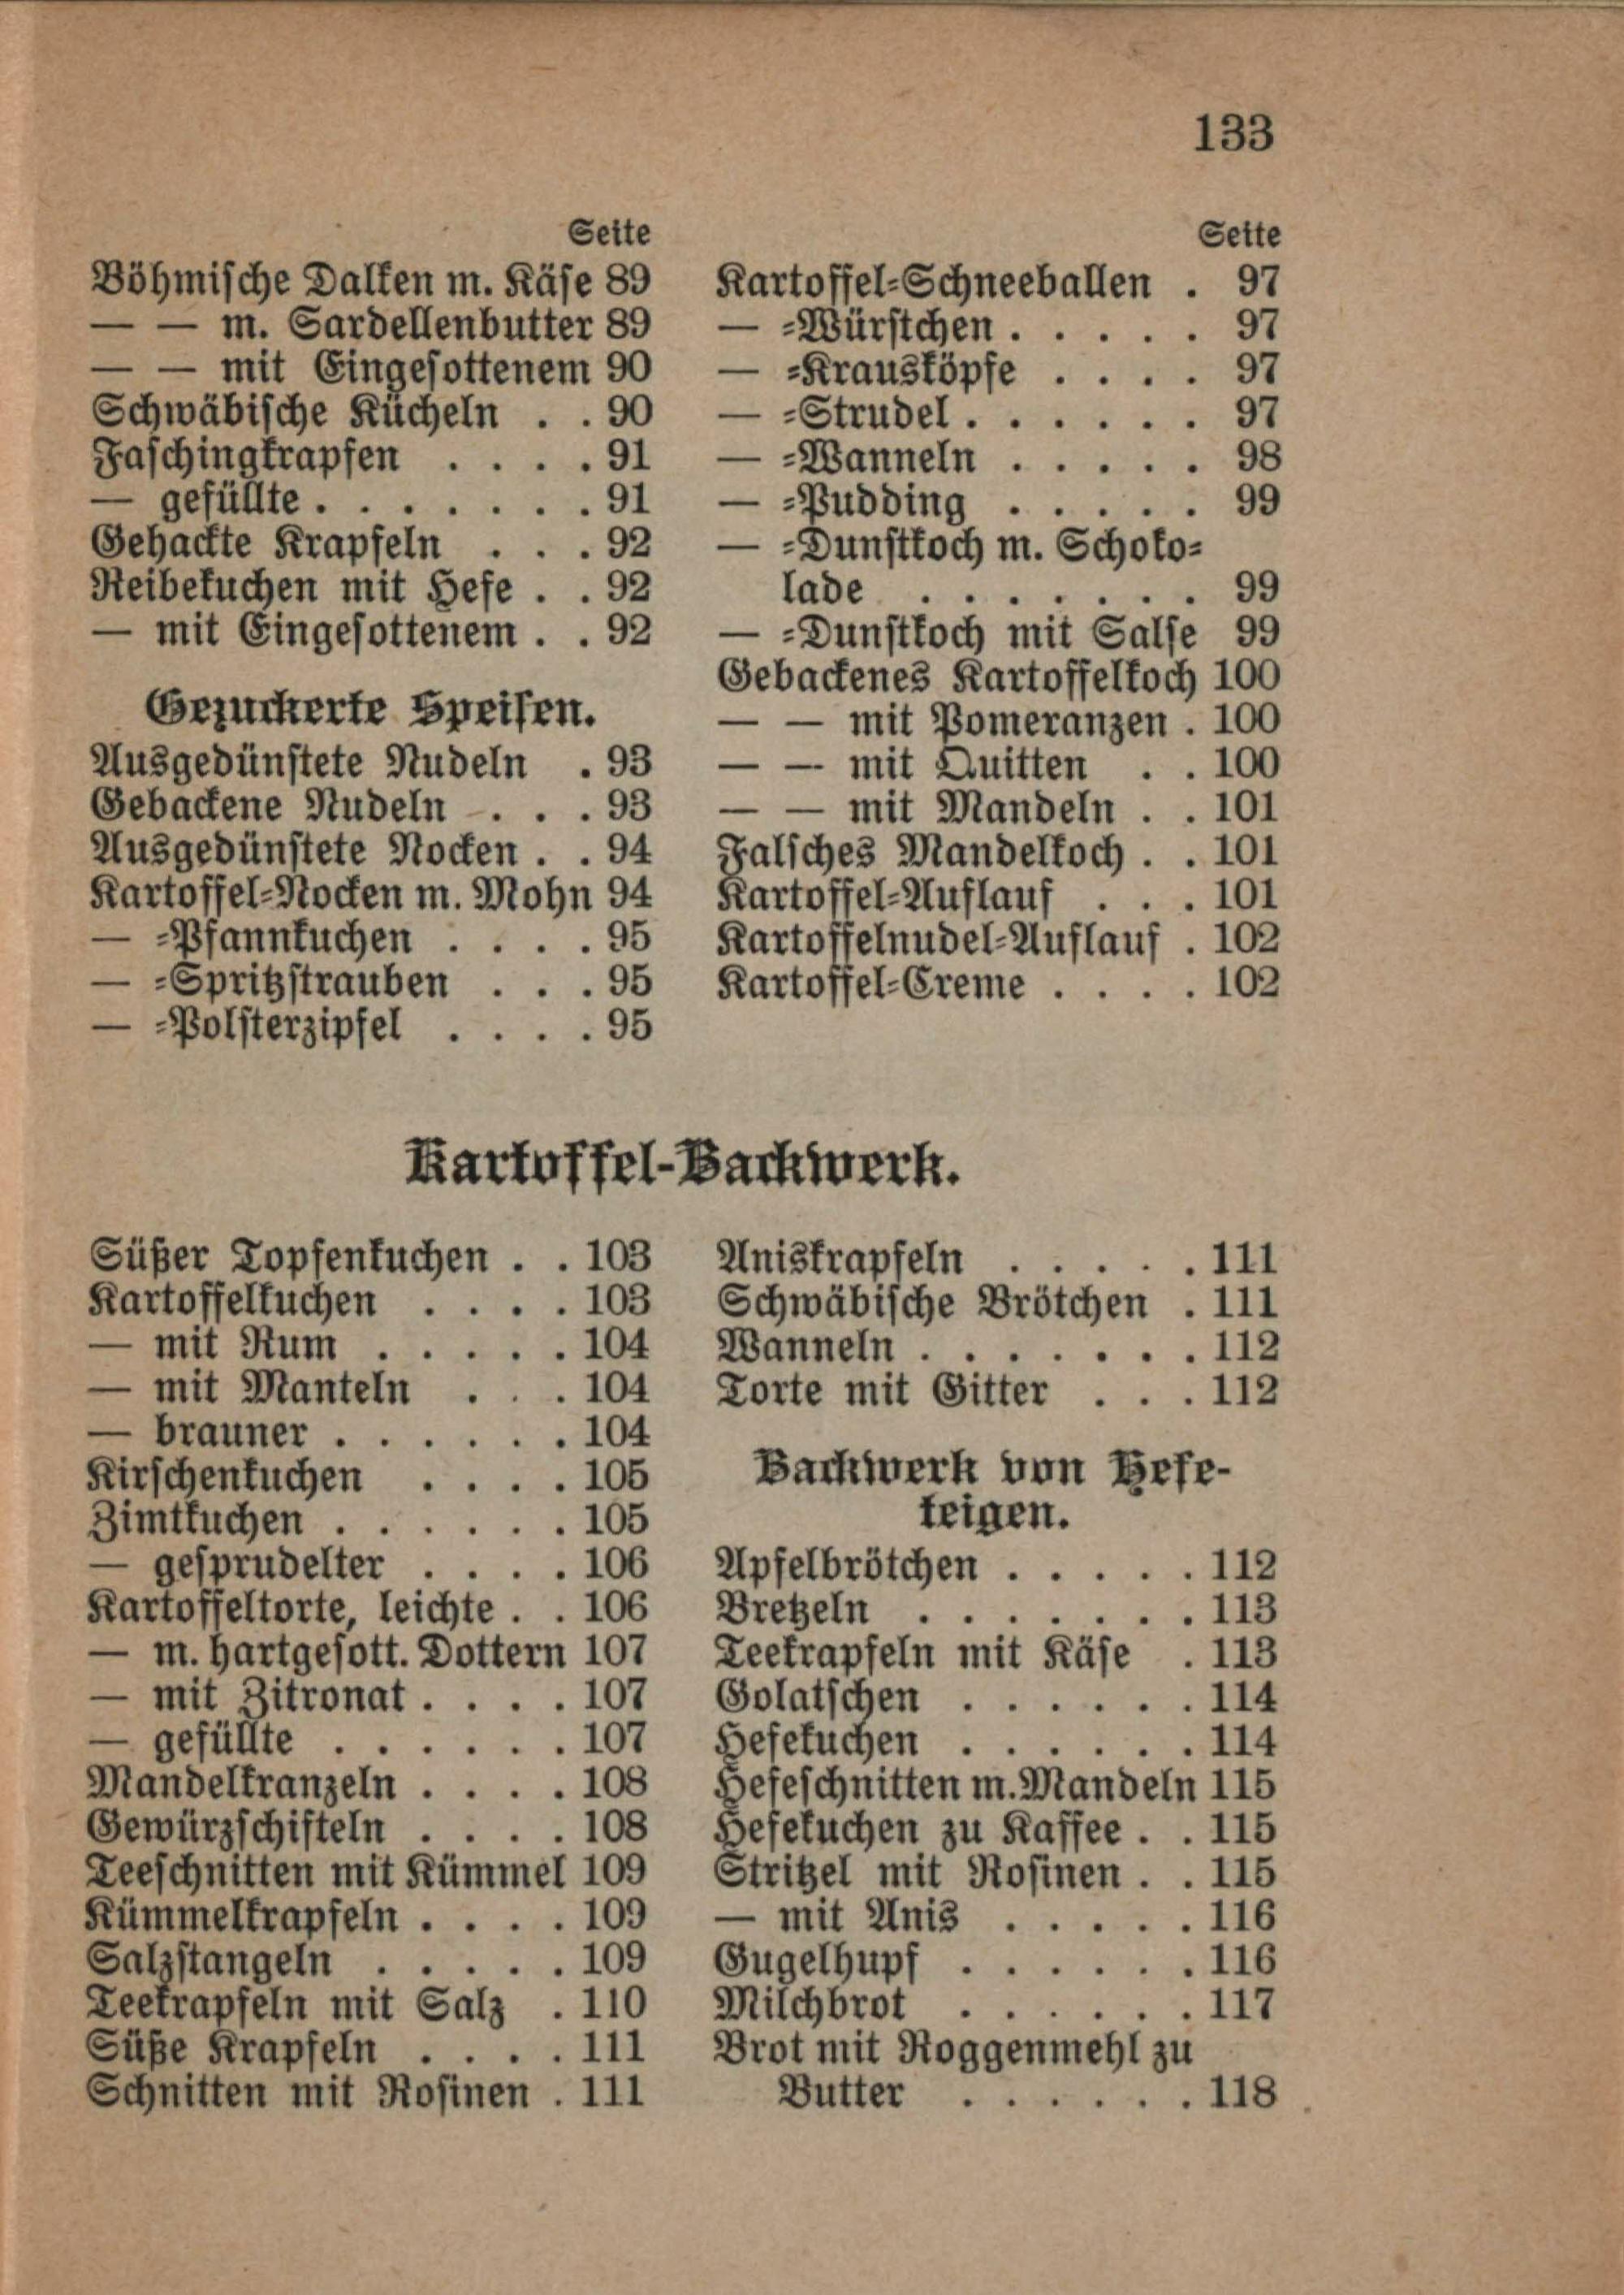 133
Seite
Böhmische Dalken m. Käse 89
— — m. Sardellenbutter 89
— — mit Eingesottenem 90
Schwäbische Kücheln . . 90
Faschingkrapfen . . . . 91
— gefüllte . . . . . . . 91
Gehackte Krapfeln . . . 92
Reibekuchen mit Hefe . . 92
— mit Eingesottenem . . 92
Gezuckerte Speisen.
Ausgedünstete Nudeln . 93
Gebackene Nudeln . . . 93
Ausgedünstete Nocken . . 94
Kartoffel-Nocken m. Mohn 94
— -Pfannkuchen . . . . 95
— -Spritzstrauben . . . 95
— -Polsterzipfel . . . . 95
Seite
Kartoffel-Schneeballen . 97
— -Würstchen . . . . . 97
— -Krausköpfe . . . . 97
— -Strudel . . . . . . 97
— -Wanneln . . . . . 98
— -Pudding . . . . . 99
— -Dunstkoch m. Schoko-
lade . . . . . . . 99
— -Dunstkoch mit Salse 99
Gebackenes Kartoffelkoch 100
— — mit Pomeranzen . 100
— — mit Quitten . . 100
— — mit Mandeln . . 101
Falsches Mandelkoch . . 101
Kartoffel-Auflauf . . . 101
Kartoffelnudel-Auflauf . 102
Kartoffel-Creme . . . . 102
Kartoffel-Backwerk.
Süßer Topfenkuchen . . 103
Kartoffelkuchen . . . . 103
— mit Rum . . . . . 104
— mit Manteln . . . 104
— brauner . . . . . . 104
Kirschenkuchen . . . . 105
Zimtkuchen . . . . . . 105
— gesprudelter . . . . 106
Kartoffeltorte, leichte . . 106
— m. hartgesott. Dottern 107
— mit Zitronat . . . . 107
— gefüllte . . . . . . 107
Mandelkranzeln . . . . 108
Gewürzschifteln . . . . 108
Teeschnitten mit Kümmel 109
Kümmelkrapfeln . . . . 109
Salzstangeln . . . . . 109
Teekrapfeln mit Salz . 110
Süße Krapfeln . . . . 111
Schnitten mit Rosinen . 111
Aniskrapfeln . . . . . 111
Schwäbische Brötchen . 111
Wanneln . . . . . . . 112
Torte mit Gitter . . . 112
Backwerk von Hefe-
teigen.
Apfelbrötchen . . . . . 112
Bretzeln . . . . . . . 113
Teekrapfeln mit Käse . 113
Golatschen . . . . . . 114
Hefekuchen . . . . . . 114
Hefeschnitten m. Mandeln 115
Hefekuchen zu Kaffee . . 115
Stritzel mit Rosinen . . 115
— mit Anis . . . . . 116
Gugelhupf . . . . . . 116
Milchbrot . . . . . . 117
Brot mit Roggenmehl zu
Butter . . . . . . 118